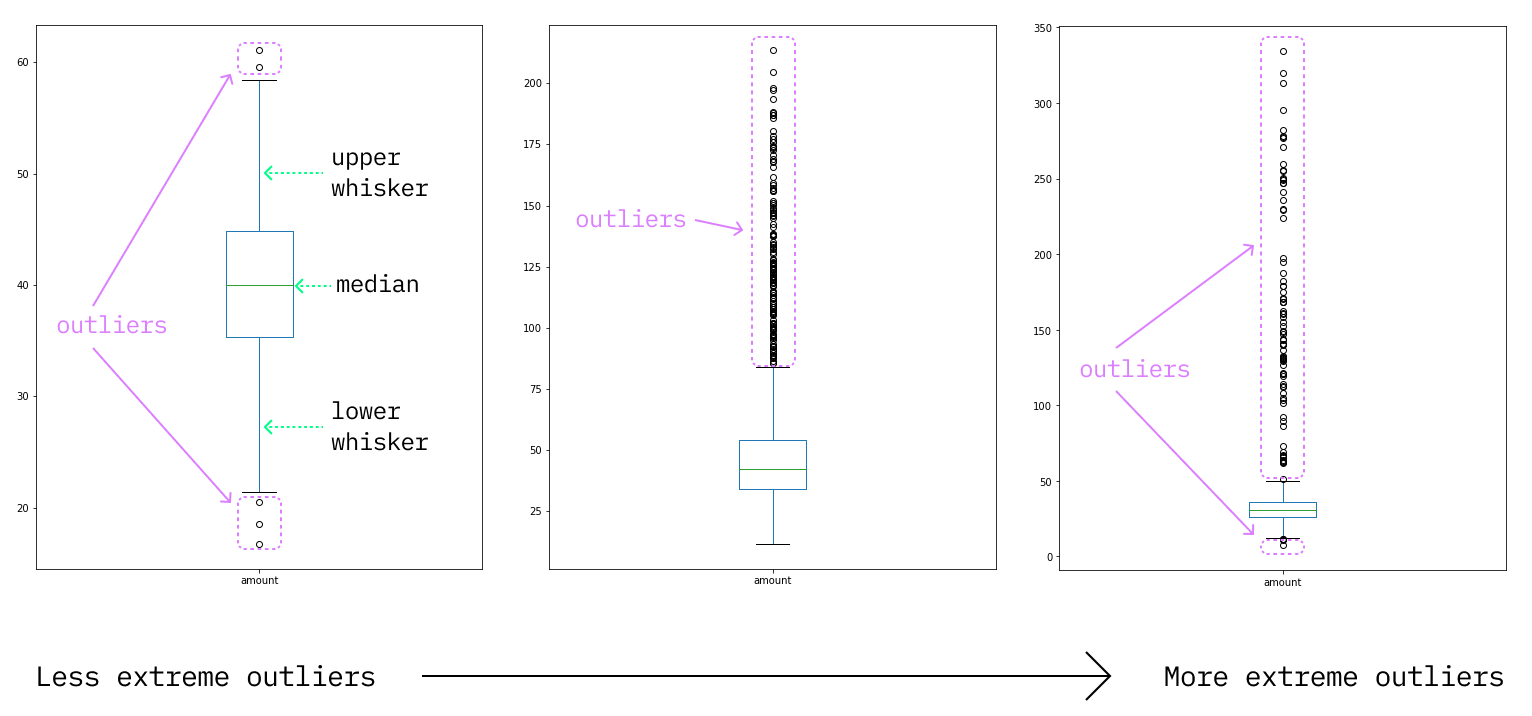 60
50
40
30
20
upper
whisker
median
outliers
lower
whisker
amount
200
175
150
125
100
75
50
25
outliers
amount
350
300
250
200
150
100
50
0
outliers
amount
Less extreme outliers
More extreme outliers